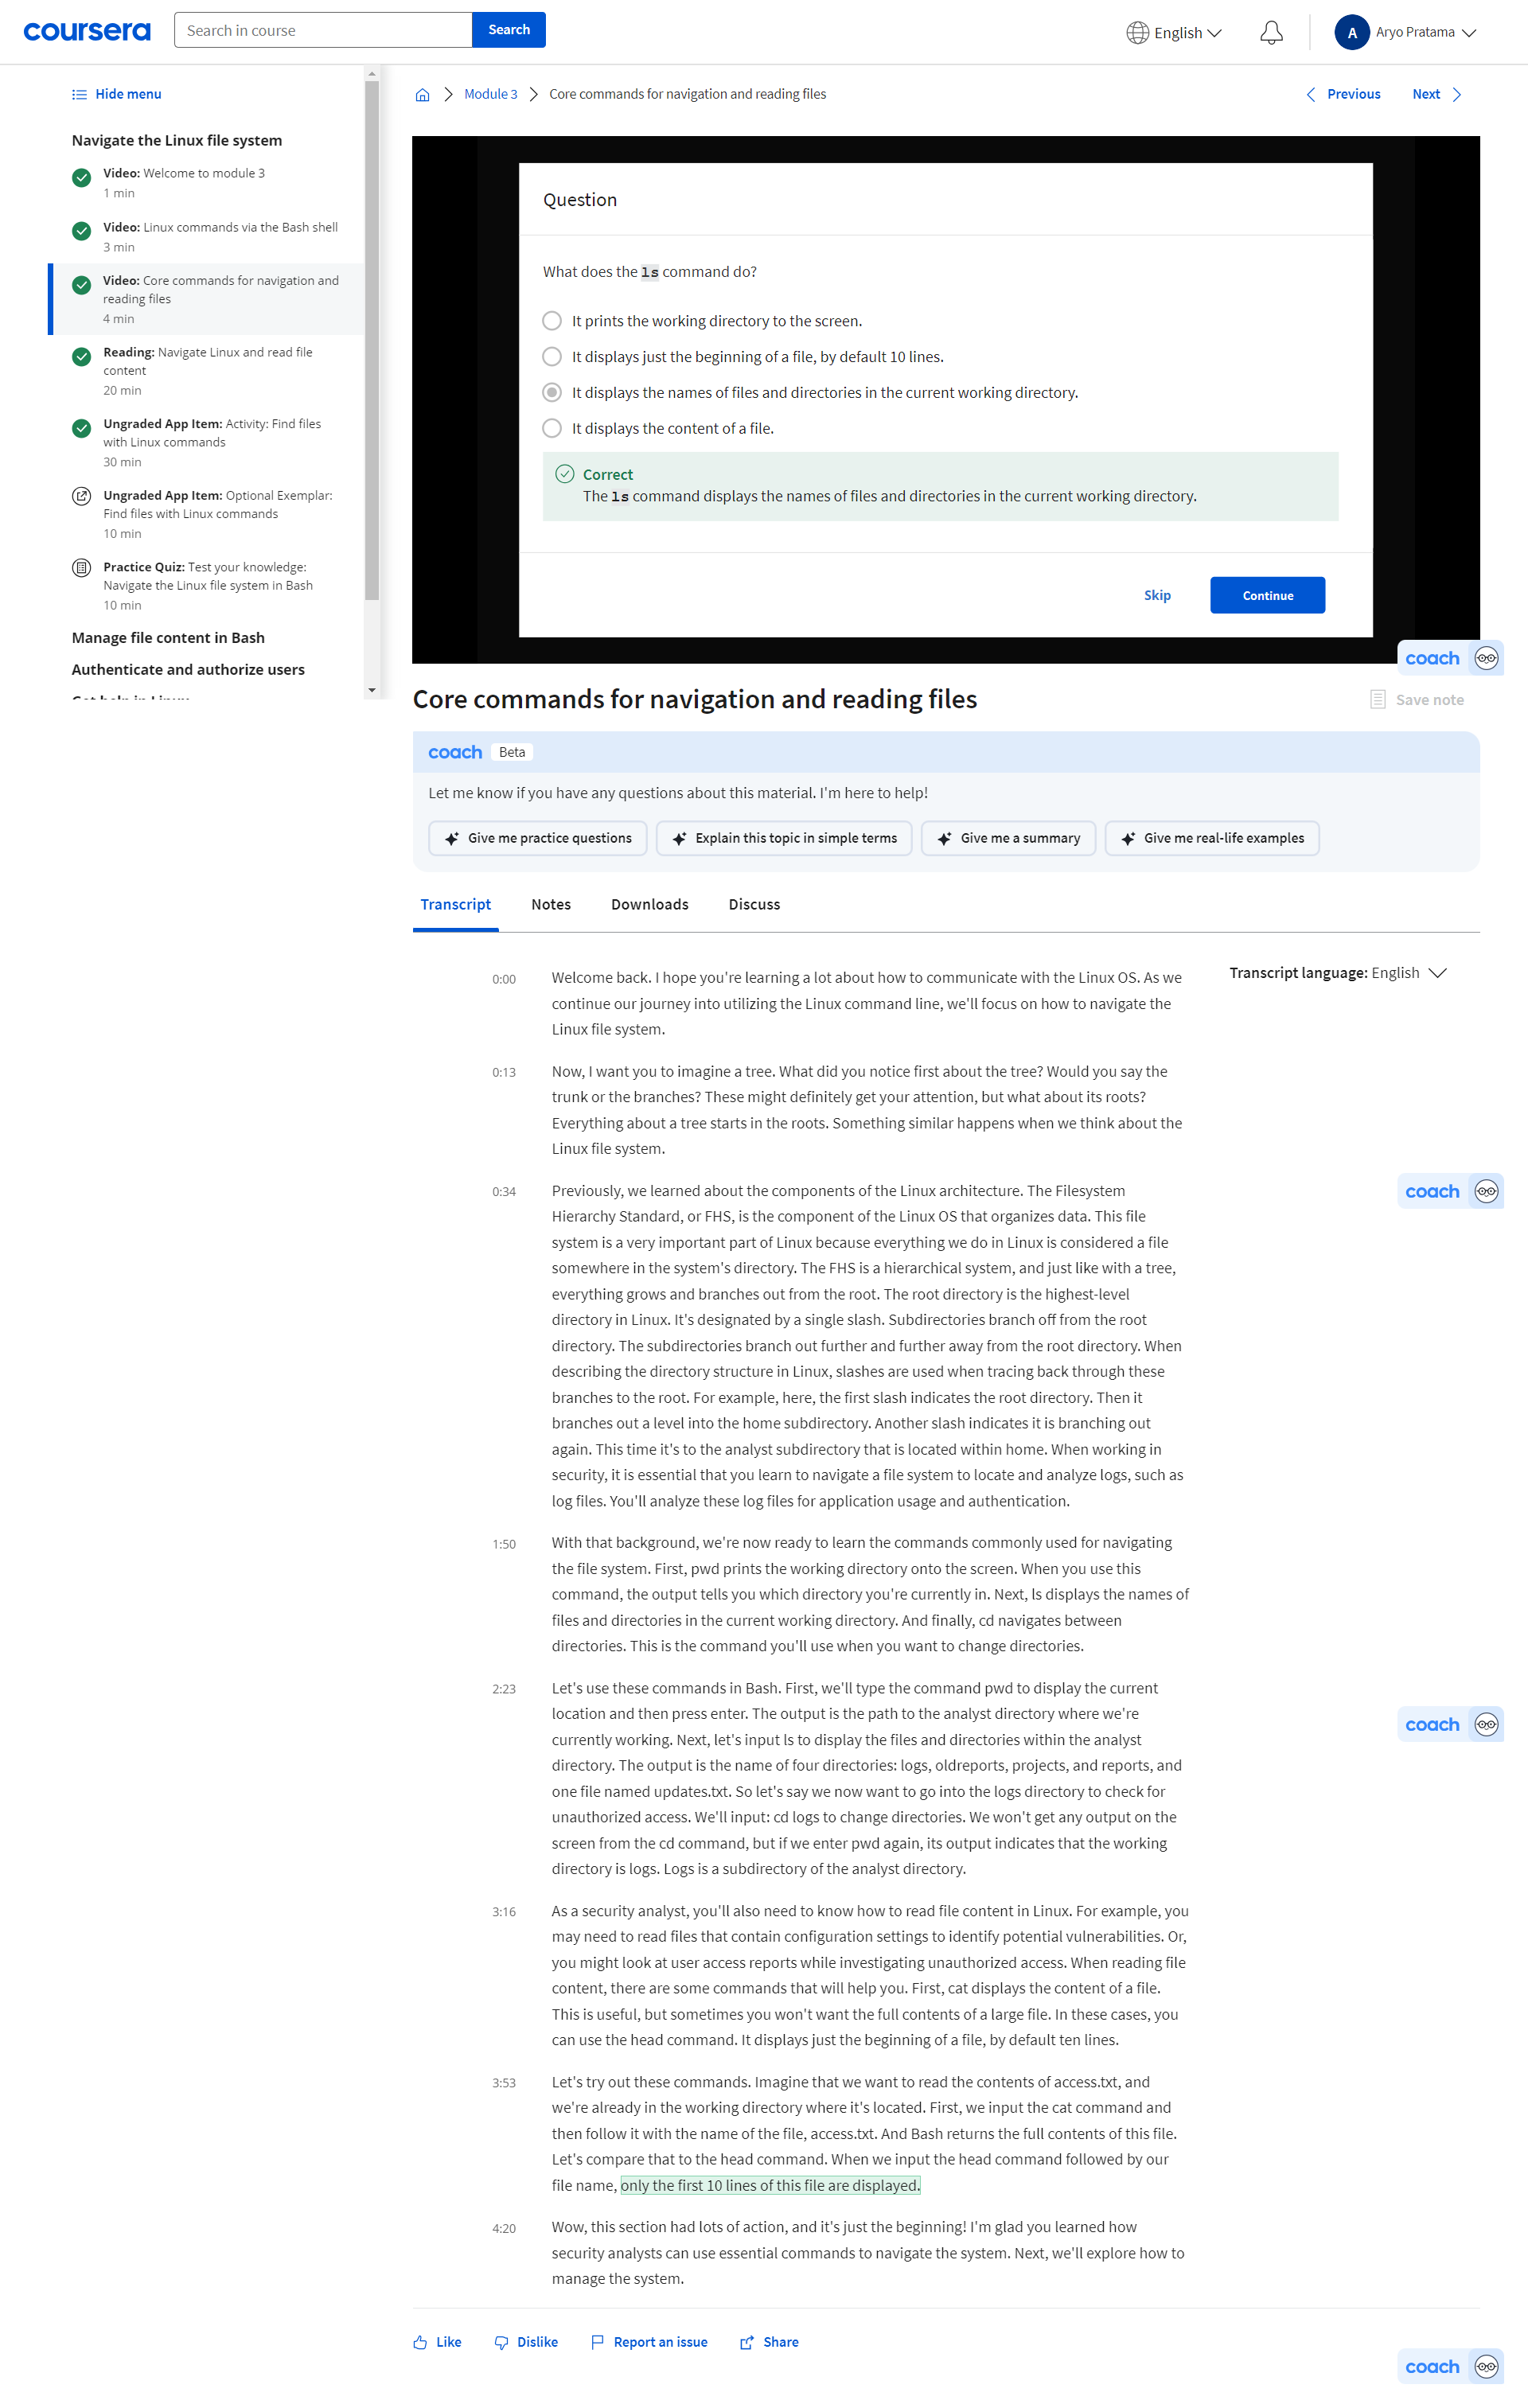 coursera
Search in course
Search
English
A
Aryo Pratama
Hide menu
Navigate the Linux file system
Video: Welcome to module 3
1 min
Video: Linux commands via the Bash shell
3 min
Video: Core commands for navigation and
reading files
4 min
Reading: Navigate Linux and read file
content
20 min
Ungraded App Item: Activity: Find files
with Linux commands
30 min
Ungraded App Item: Optional Exemplar:
Find files with Linux commands
10 min
Practice Quiz: Test your knowledge:
Navigate the Linux file system in Bash
10 min
Manage file content in Bash
Authenticate and authorize users
Get help in Linux
Module 3
Core commands for navigation and reading files
Previous
Next
Question
What does the ls command do?
It prints the working directory to the screen.
It displays just the beginning of a file, by default 10 lines.
It displays the names of files and directories in the current working directory.
It displays the content of a file.
Correct
The ls command displays the names of files and directories in the current working directory.
Skip
Continue
coach
Core commands for navigation and reading files
Save note
coach Beta
Let me know if you have any questions about this material. I'm here to help!
Give me practice questions
Explain this topic in simple terms
Give me a summary
Give me real-life examples
Transcript
Notes
Downloads
Discuss
Transcript language: English
0:00
Welcome back. I hope you're learning a lot about how to communicate with the Linux OS. As we
continue our journey into utilizing the Linux command line, we'll focus on how to navigate the
Linux file system.
0:13
Now, I want you to imagine a tree. What did you notice first about the tree? Would you say the
trunk or the branches? These might definitely get your attention, but what about its roots?
Everything about a tree starts in the roots. Something similar happens when we think about the
Linux file system.
0:34
Previously, we learned about the components of the Linux architecture. The Filesystem
Hierarchy Standard, or FHS, is the component of the Linux OS that organizes data. This file
system is a very important part of Linux because everything we do in Linux is considered a file
somewhere in the system's directory. The FHS is a hierarchical system, and just like with a tree,
everything grows and branches out from the root. The root directory is the highest-level
directory in Linux. It's designated by a single slash. Subdirectories branch off from the root
directory. The subdirectories branch out further and further away from the root directory. When
describing the directory structure in Linux, slashes are used when tracing back through these
branches to the root. For example, here, the first slash indicates the root directory. Then it
branches out a level into the home subdirectory. Another slash indicates it is branching out
again. This time it's to the analyst subdirectory that is located within home. When working in
security, it is essential that you learn to navigate a file system to locate and analyze logs, such as
log files. You'll analyze these log files for application usage and authentication.
coach
1:50
With that background, we're now ready to learn the commands commonly used for navigating
the file system. First, pwd prints the working directory onto the screen. When you use this
command, the output tells you which directory you're currently in. Next, ls displays the names of
files and directories in the current working directory. And finally, cd navigates between
directories. This is the command you'll use when you want to change directories.
2:23
Let's use these commands in Bash. First, we'll type the command pwd to display the current
location and then press enter. The output is the path to the analyst directory where we're
currently working. Next, let's input ls to display the files and directories within the analyst
directory. The output is the name of four directories: logs, oldreports, projects, and reports, and
one file named updates.txt. So let's say we now want to go into the logs directory to check for
unauthorized access. We'll input: cd logs to change directories. We won't get any output on the
screen from the cd command, but if we enter pwd again, its output indicates that the working
directory is logs. Logs is a subdirectory of the analyst directory.
coach
3:16
As a security analyst, you'll also need to know how to read file content in Linux. For example, you
may need to read files that contain configuration settings to identify potential vulnerabilities. Or,
you might look at user access reports while investigating unauthorized access. When reading file
content, there are some commands that will help you. First, cat displays the content of a file.
This is useful, but sometimes you won't want the full contents of a large file. In these cases, you
can use the head command. It displays just the beginning of a file, by default ten lines.
3:53
Let's try out these commands. Imagine that we want to read the contents of access.txt, and
we're already in the working directory where it's located. First, we input the cat command and
then follow it with the name of the file, access.txt. And Bash returns the full contents of this file.
Let's compare that to the head command. When we input the head command followed by our
file name, only the first 10 lines of this file are displayed.
4:20
Wow, this section had lots of action, and it's just the beginning! I'm glad you learned how
security analysts can use essential commands to navigate the system. Next, we'll explore how to
manage the system.
Like
Dislike
Report an issue
Share
coach